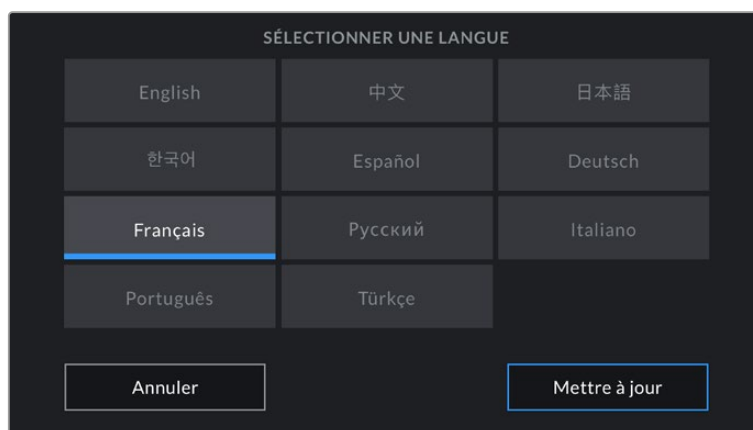 SÉLECTIONNER UNE LANGUE
English 中文 日本語
한국어 Español Deutsch
Français Русский Italiano
Português Türkçe
Annuler Mettre à jour